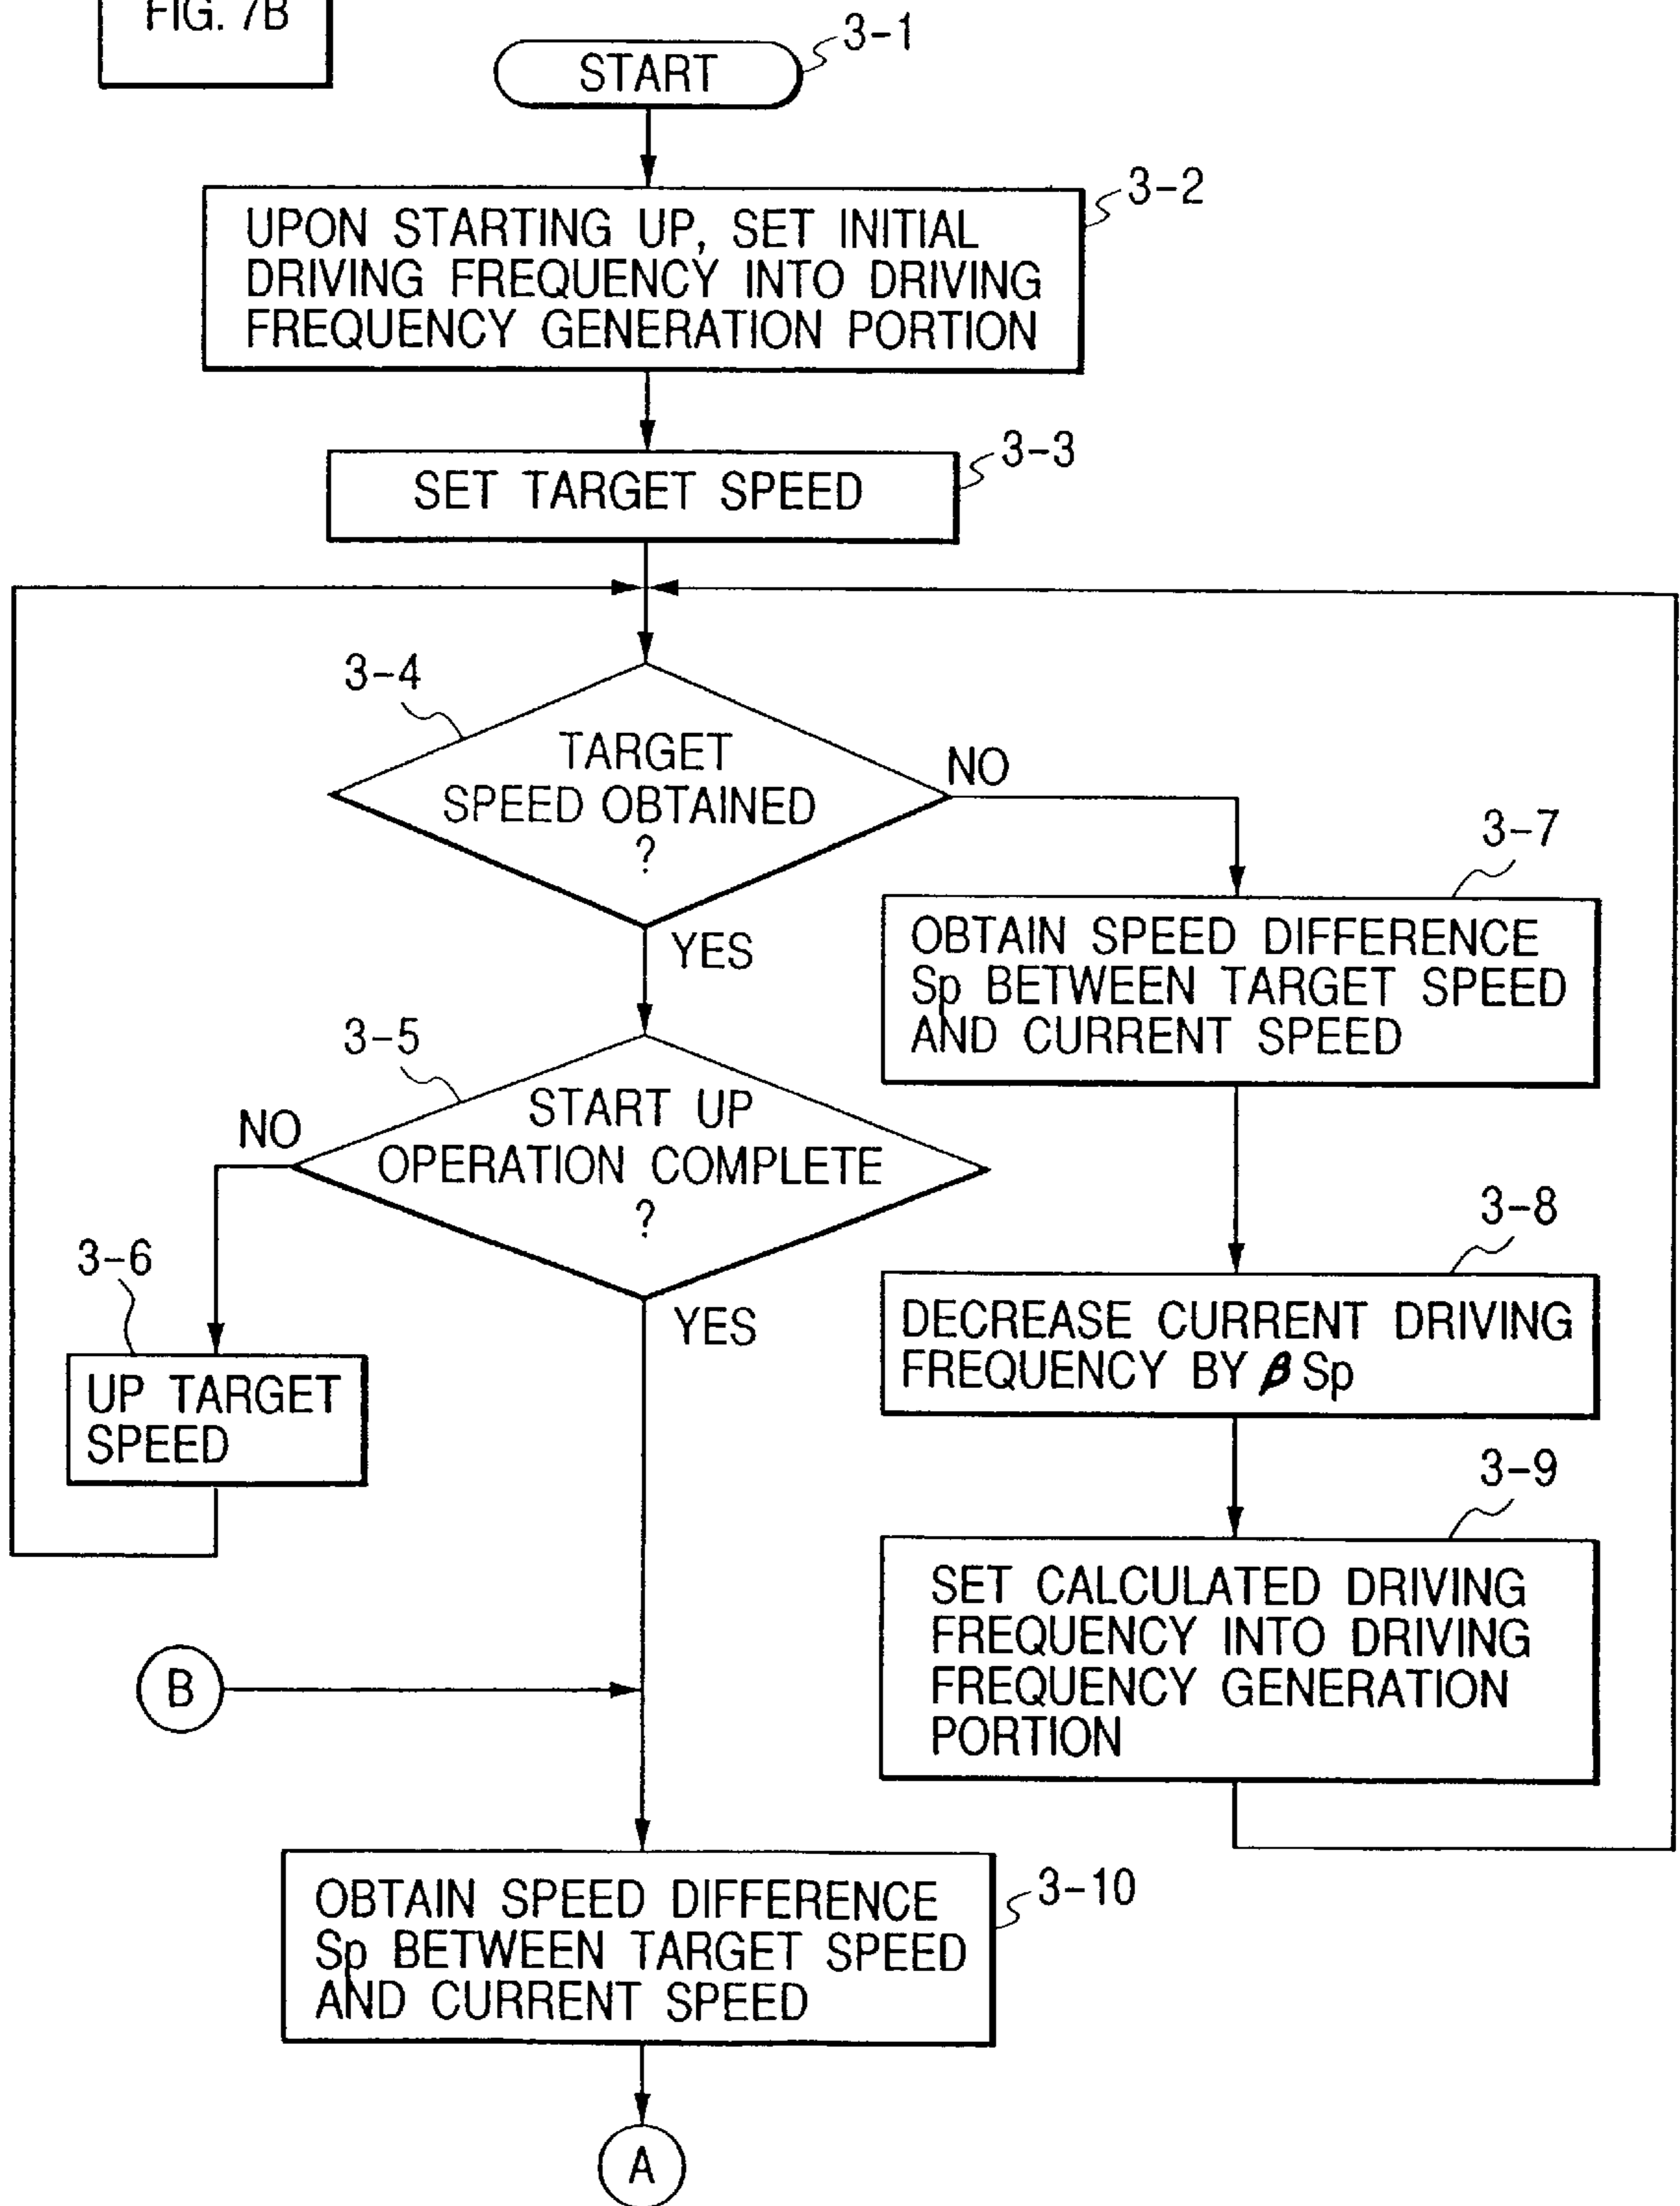 FIG. 7B
START
3-1
UPON STARTING UP, SET INITIAL
DRIVING FREQUENCY INTO DRIVING
FREQUENCY GENERATION PORTION
3-2
SET TARGET SPEED
3-3
3-4
TARGET
SPEED OBTAINED
?
NO
YES
3-7
OBTAIN SPEED DIFFERENCE
Sp BETWEEN TARGET SPEED
AND CURRENT SPEED
3-5
START UP
OPERATION COMPLETE
?
NO
YES
3-6
UP TARGET
SPEED
3-8
DECREASE CURRENT DRIVING
FREQUENCY BY β Sp
3-9
SET CALCULATED DRIVING
FREQUENCY INTO DRIVING
FREQUENCY GENERATION
PORTION
B
OBTAIN SPEED DIFFERENCE
Sp BETWEEN TARGET SPEED
AND CURRENT SPEED
3-10
A